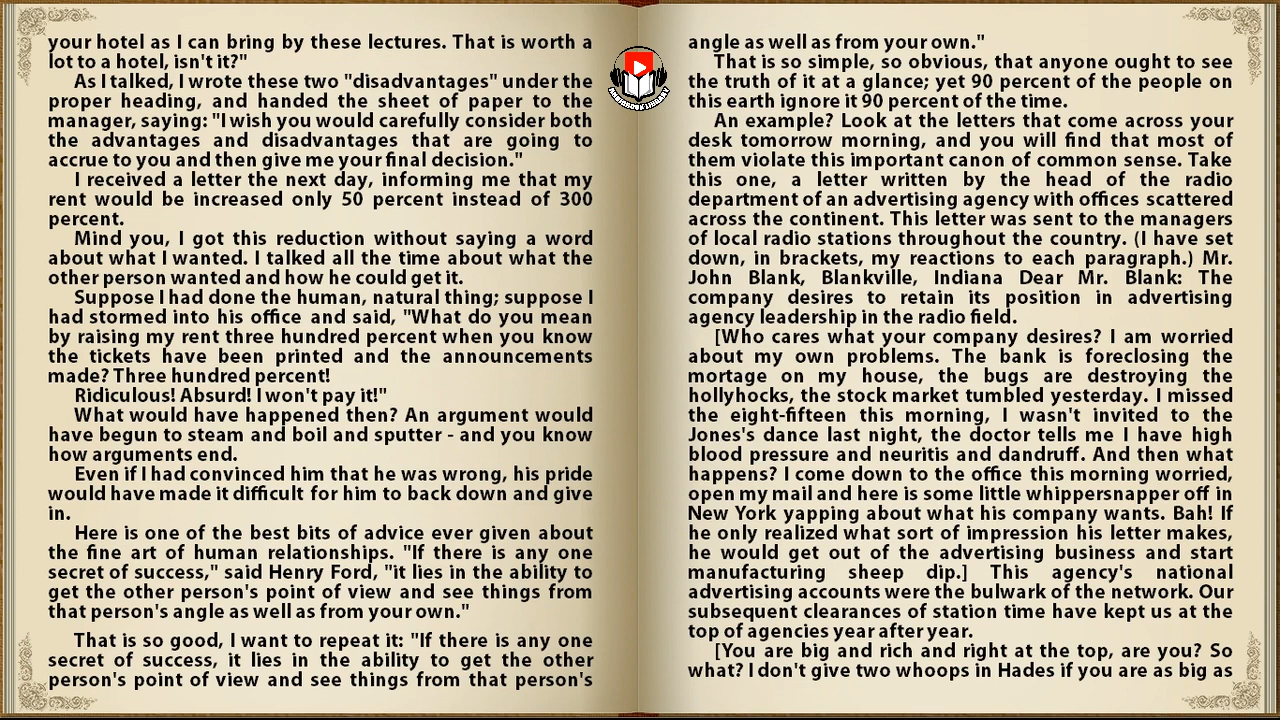 your hotel as I can bring by these lectures. That is worth a
lot to a hotel, isn't it?"
As I talked, I wrote these two "disadvantages" under the
proper heading, and handed the sheet of paper to the
manager, saying: "I wish you would carefully consider both
the advantages and disadvantages that are going to
accrue to you and then give me your final decision."
I received a letter the next day, informing me that my
rent would be increased only 50 percent instead of 300
percent.
Mind you, I got this reduction without saying a word
about what I wanted. I talked all the time about what the
other person wanted and how he could get it.
Suppose I had done the human, natural thing; suppose I
had stormed into his office and said, "What do you mean
by raising my rent three hundred percent when you know
the tickets have been printed and the announcements
made? Three hundred percent!
Ridiculous! Absurd! I won't pay it!"
What would have happened then? An argument would
have begun to steam and boil and sputter - and you know
how arguments end.
Even if I had convinced him that he was wrong, his pride
would have made it difficult for him to back down and give
in.
Here is one of the best bits of advice ever given about
the fine art of human relationships. "If there is any one
secret of success," said Henry Ford, "it lies in the ability to
get the other person's point of view and see things from
that person's angle as well as from your own."
That is so good, I want to repeat it: "If there is any one
secret of success, it lies in the ability to get the other
person's point of view and see things from that person's
angle as well as from your own."
That is so simple, so obvious, that anyone ought to see
the truth of it at a glance; yet 90 percent of the people on
this earth ignore it 90 percent of the time.
An example? Look at the letters that come across your
desk tomorrow morning, and you will find that most of
them violate this important canon of common sense. Take
this one, a letter written by the head of the radio
department of an advertising agency with offices scattered
across the continent. This letter was sent to the managers
of local radio stations throughout the country. (I have set
down, in brackets, my reactions to each paragraph.) Mr.
John Blank, Blankville, Indiana Dear Mr. Blank: The
company desires to retain its position in advertising
agency leadership in the radio field.
[Who cares what your company desires? I am worried
about my own problems. The bank is foreclosing the
mortage on my house, the bugs are destroying the
hollyhocks, the stock market tumbled yesterday. I missed
the eight-fifteen this morning, I wasn't invited to the
Jones's dance last night, the doctor tells me I have high
blood pressure and neuritis and dandruff. And then what
happens? I come down to the office this morning worried,
open my mail and here is some little whippersnapper off in
New York yapping about what his company wants. Bah! If
he only realized what sort of impression his letter makes,
he would get out of the advertising business and start
manufacturing sheep dip.] This agency's national
advertising accounts were the bulwark of the network. Our
subsequent clearances of station time have kept us at the
top of agencies year after year.
[You are big and rich and right at the top, are you? So
what? I don't give two whoops in Hades if you are as big as